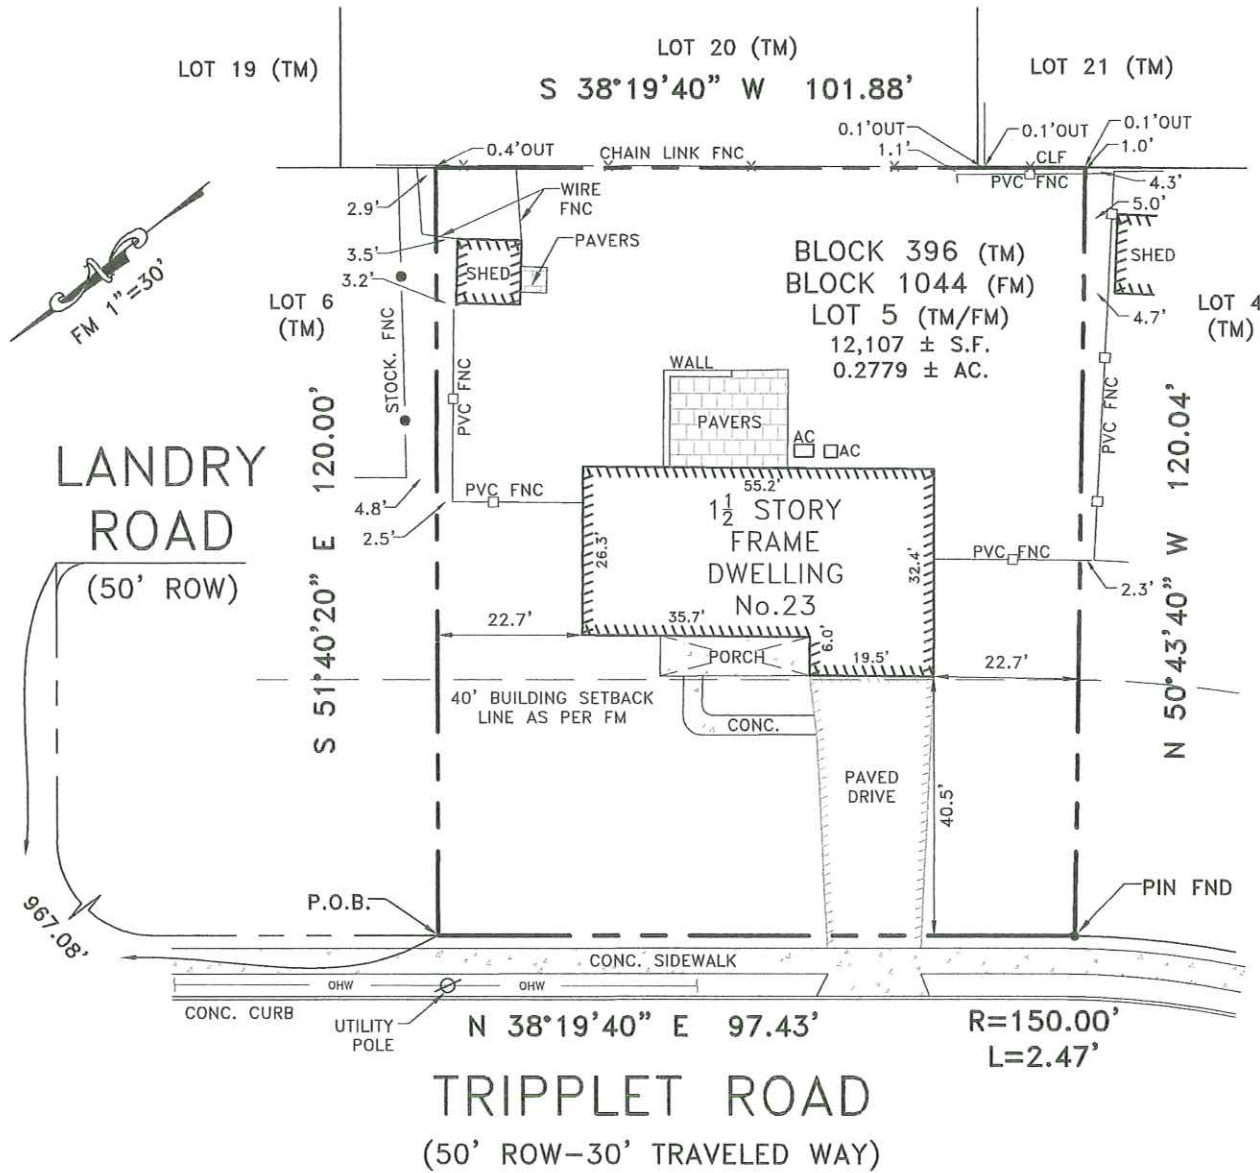 LOT 19 (TM)
LOT 20 (TM)
LOT 21 (TM)
S 38°19'40" W 101.88'
0.4'OUT
CHAIN LINK FNC
0.1'OUT
1.1'
0.1'OUT
0.1'OUT
1.0'
CLF
PVC FNC
4.3'
5.0'
2.9'
WIRE
FNC
3.5'
PAVERS
SHED
3.2'
SHED
4.7'
FM 1"=30'
LOT 6
(TM)
LOT 4
(TM)
BLOCK 396 (TM)
BLOCK 1044 (FM)
LOT 5 (TM/FM)
12,107 ± S.F.
0.2779 ± AC.
STOCK. FNC
PVC FNC
PVC FNC
WALL
PAVERS
AC
AC
LANDRY
ROAD
(50' ROW)
S 51°40'20" E 120.00'
N 50°43'40" W 120.04'
4.8'
2.5'
PVC FNC
55.2'
26.3'
1½ STORY
FRAME
DWELLING
No.23
32.4'
PVC FNC
2.3'
22.7'
35.7'
6.0'
PORCH
19.5'
22.7'
40' BUILDING SETBACK
LINE AS PER FM
CONC.
PAVED
DRIVE
40.5'
P.O.B.
PIN FND
967.08'
CONC. SIDEWALK
OHW
OHW
CONC. CURB
UTILITY
POLE
N 38°19'40" E 97.43'
R=150.00'
L=2.47'
TRIPPLET ROAD
(50' ROW-30' TRAVELED WAY)